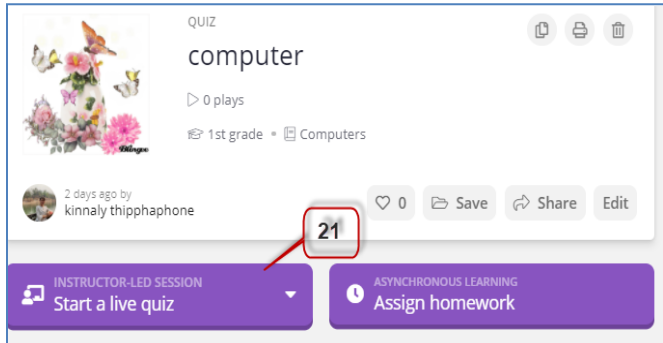 QUIZ
computer
0 plays
1st grade • Computers
Blingee
2 days ago by
kinnaly thipphaphone
0 Save Share Edit
21
INSTRUCTOR-LED SESSION
Start a live quiz
ASYNCHRONOUS LEARNING
Assign homework